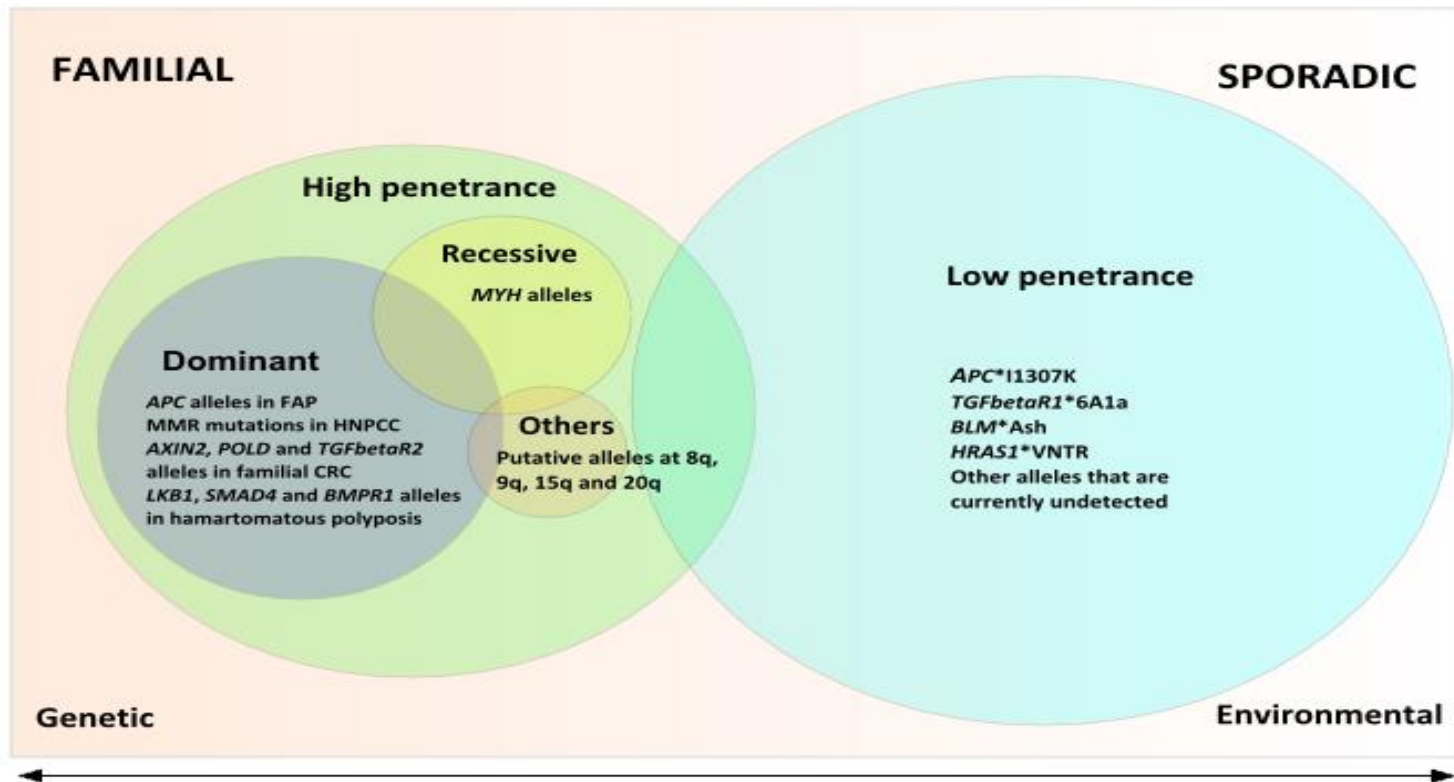 FAMILIAL
SPORADIC
High penetrance
Recessive
MYH alleles
Dominant
APC alleles in FAP
MMR mutations in HNPCC
AXIN2, POLD and TGFbetaR2
alleles in familial CRC
LKB1, SMAD4 and BMPR1 alleles
in hamartomatous polyposis
Others
Putative alleles at 8q,
9q, 15q and 20q
Low penetrance
APC*I1307K
TGFbetaR1*6A1a
BLM*Ash
HRAS1*VNTR
Other alleles that are
currently undetected
Genetic
Environmental